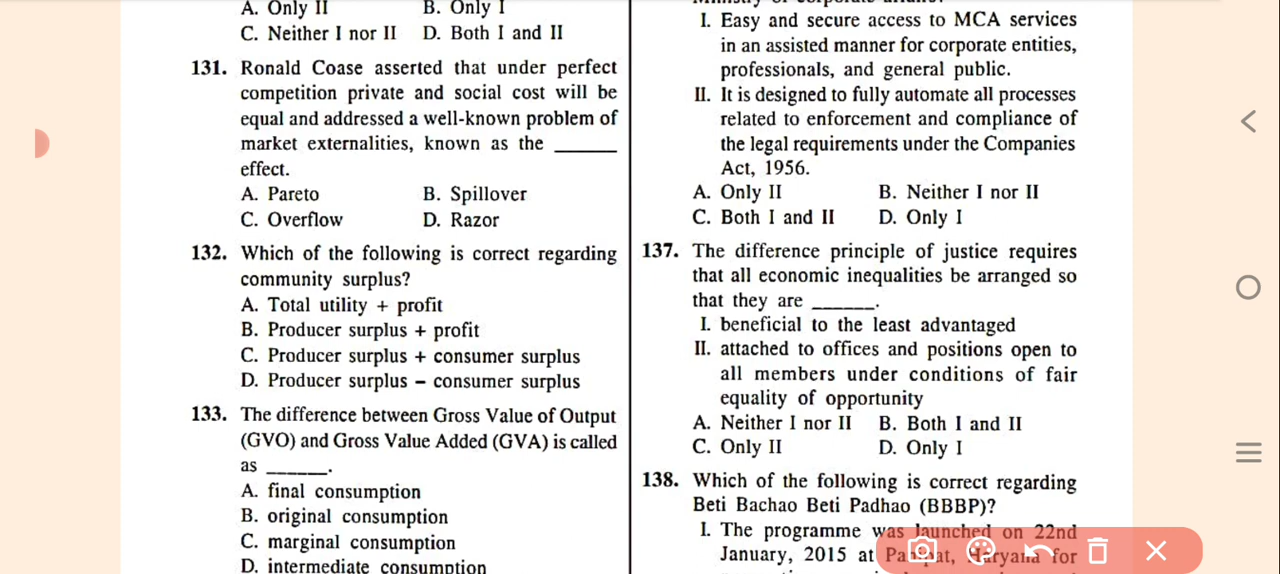 A. Only II B. Only I
C. Neither I nor II D. Both I and II
131. Ronald Coase asserted that under perfect
competition private and social cost will be
equal and addressed a well-known problem of
market externalities, known as the ______
effect.
A. Pareto B. Spillover
C. Overflow D. Razor
132. Which of the following is correct regarding
community surplus?
A. Total utility + profit
B. Producer surplus + profit
C. Producer surplus + consumer surplus
D. Producer surplus − consumer surplus
133. The difference between Gross Value of Output
(GVO) and Gross Value Added (GVA) is called
as ______.
A. final consumption
B. original consumption
C. marginal consumption
D. intermediate consumption
I. Easy and secure access to MCA services
in an assisted manner for corporate entities,
professionals, and general public.
II. It is designed to fully automate all processes
related to enforcement and compliance of
the legal requirements under the Companies
Act, 1956.
A. Only II B. Neither I nor II
C. Both I and II D. Only I
137. The difference principle of justice requires
that all economic inequalities be arranged so
that they are ______.
I. beneficial to the least advantaged
II. attached to offices and positions open to
all members under conditions of fair
equality of opportunity
A. Neither I nor II B. Both I and II
C. Only II D. Only I
138. Which of the following is correct regarding
Beti Bachao Beti Padhao (BBBP)?
I. The programme was launched on 22nd
January, 2015 at Panipat, Haryana for